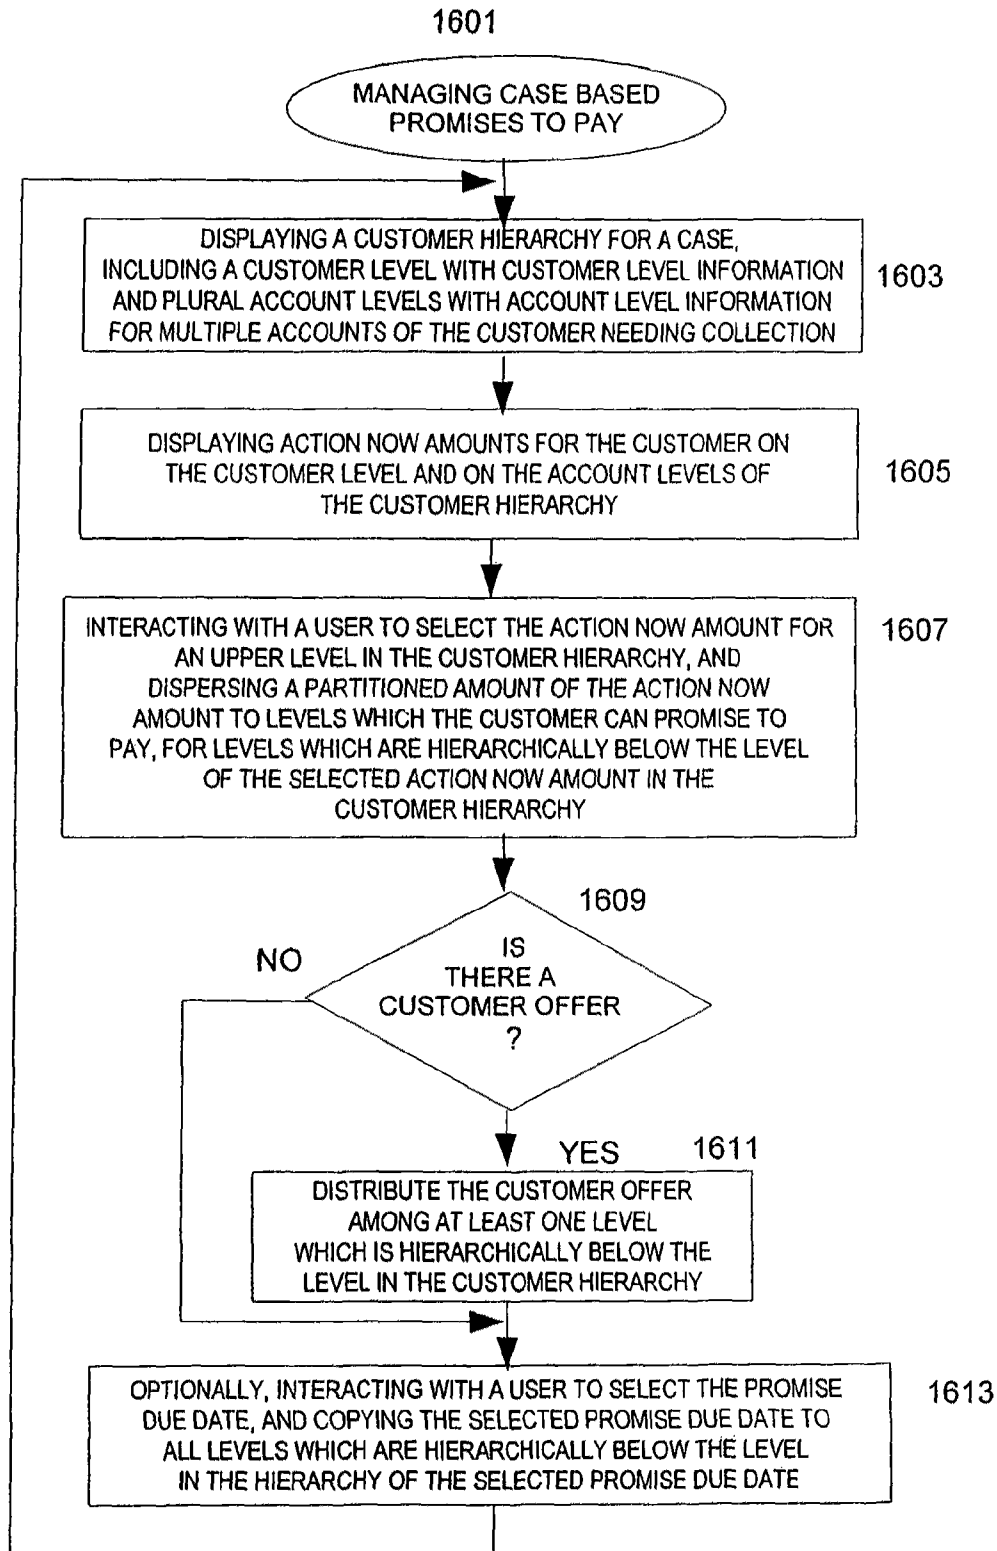 1601
MANAGING CASE BASED
PROMISES TO PAY
DISPLAYING A CUSTOMER HIERARCHY FOR A CASE,
INCLUDING A CUSTOMER LEVEL WITH CUSTOMER LEVEL INFORMATION
AND PLURAL ACCOUNT LEVELS WITH ACCOUNT LEVEL INFORMATION
FOR MULTIPLE ACCOUNTS OF THE CUSTOMER NEEDING COLLECTION
1603
DISPLAYING ACTION NOW AMOUNTS FOR THE CUSTOMER ON
THE CUSTOMER LEVEL AND ON THE ACCOUNT LEVELS OF
THE CUSTOMER HIERARCHY
1605
INTERACTING WITH A USER TO SELECT THE ACTION NOW AMOUNT FOR
AN UPPER LEVEL IN THE CUSTOMER HIERARCHY, AND
DISPERSING A PARTITIONED AMOUNT OF THE ACTION NOW
AMOUNT TO LEVELS WHICH THE CUSTOMER CAN PROMISE TO
PAY, FOR LEVELS WHICH ARE HIERARCHICALLY BELOW THE LEVEL
OF THE SELECTED ACTION NOW AMOUNT IN THE
CUSTOMER HIERARCHY
1607
1609
NO
IS
THERE A
CUSTOMER OFFER
?
YES
1611
DISTRIBUTE THE CUSTOMER OFFER
AMONG AT LEAST ONE LEVEL
WHICH IS HIERARCHICALLY BELOW THE
LEVEL IN THE CUSTOMER HIERARCHY
OPTIONALLY, INTERACTING WITH A USER TO SELECT THE PROMISE
DUE DATE, AND COPYING THE SELECTED PROMISE DUE DATE TO
ALL LEVELS WHICH ARE HIERARCHICALLY BELOW THE LEVEL
IN THE HIERARCHY OF THE SELECTED PROMISE DUE DATE
1613